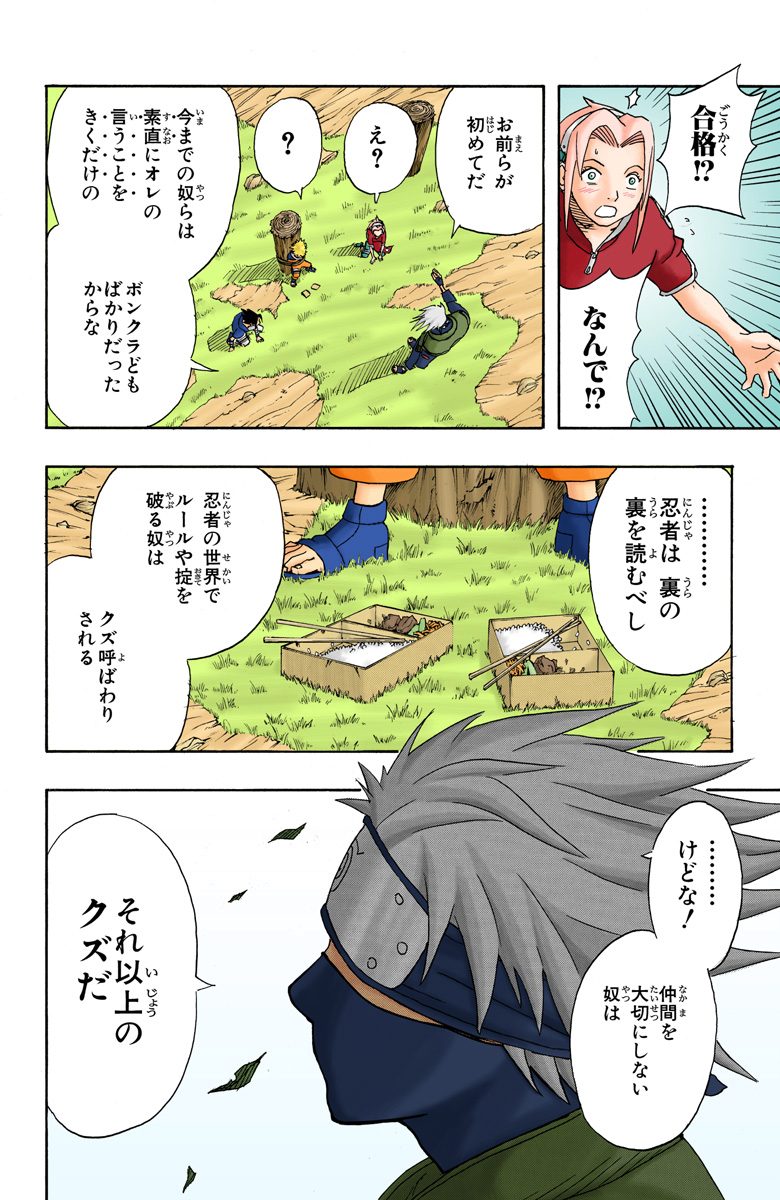 合格!?
なんで!?
お前らが
初めてだ
え?
?
今までの奴らは
素直にオレの
言うことを
きくだけの
ボンクラども
ばかりだった
からな
…………
忍者は 裏の
裏を読むべし
忍者の世界で
ルールや掟を
破る奴は
クズ呼ばわり
される
………
けどな!
仲間を
大切にしない
奴は
それ以上の
クズだ